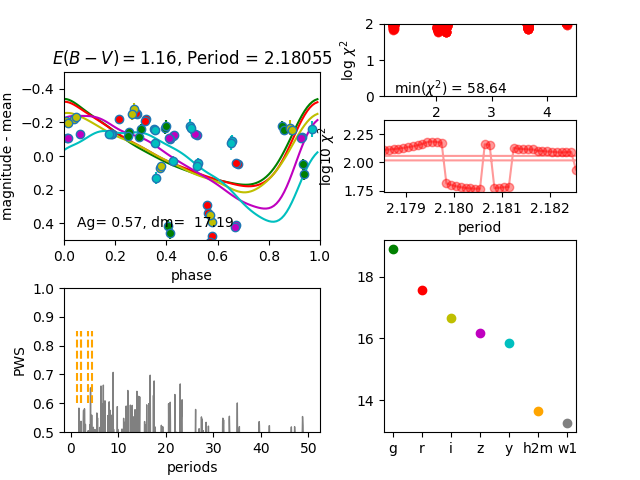 E(B − V) = 1.16, Period = 2.18055
magnitude - mean
−0.4
−0.2
0.0
0.2
0.4
Ag= 0.57, dm=  17.19
0.0 0.2 0.4 0.6 0.8 1.0
phase
log χ²
2
1
0
min(χ²) = 58.64
2 3 4
log10 χ²
2.25
2.00
1.75
2.179 2.180 2.181 2.182
period
PWS
1.0
0.9
0.8
0.7
0.6
0.5
0 10 20 30 40 50
periods
18
16
14
g r i z y h2m w1